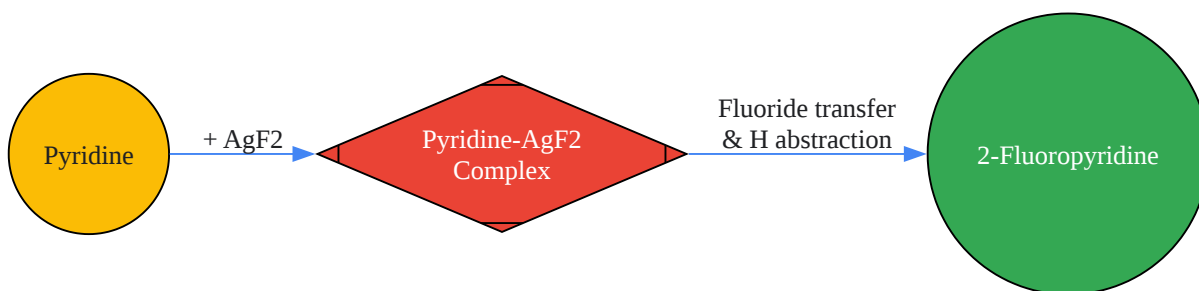 Pyridine
+ AgF2
Pyridine-AgF2
Complex
Fluoride transfer
& H abstraction
2-Fluoropyridine